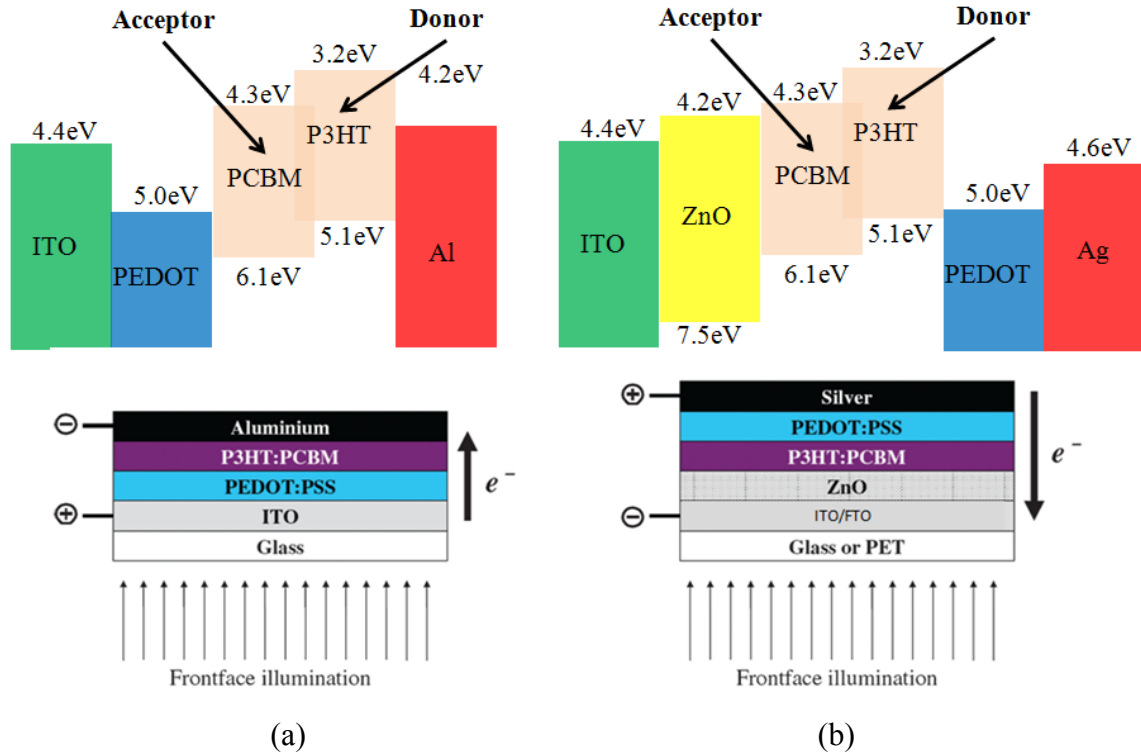 Acceptor
Donor
3.2eV
4.3eV
4.2eV
4.4eV
P3HT
PCBM
5.0eV
5.1eV
ITO
PEDOT
6.1eV
Al
Acceptor
Donor
3.2eV
4.2eV
4.3eV
4.4eV
P3HT
4.6eV
PCBM
5.0eV
ZnO
5.1eV
ITO
6.1eV
PEDOT
Ag
7.5eV
⊖
Aluminium
P3HT:PCBM
e⁻
PEDOT:PSS
⊕
ITO
Glass
Frontface illumination
(a)
⊕
Silver
PEDOT:PSS
e⁻
P3HT:PCBM
ZnO
⊖
ITO/FTO
Glass or PET
Frontface illumination
(b)